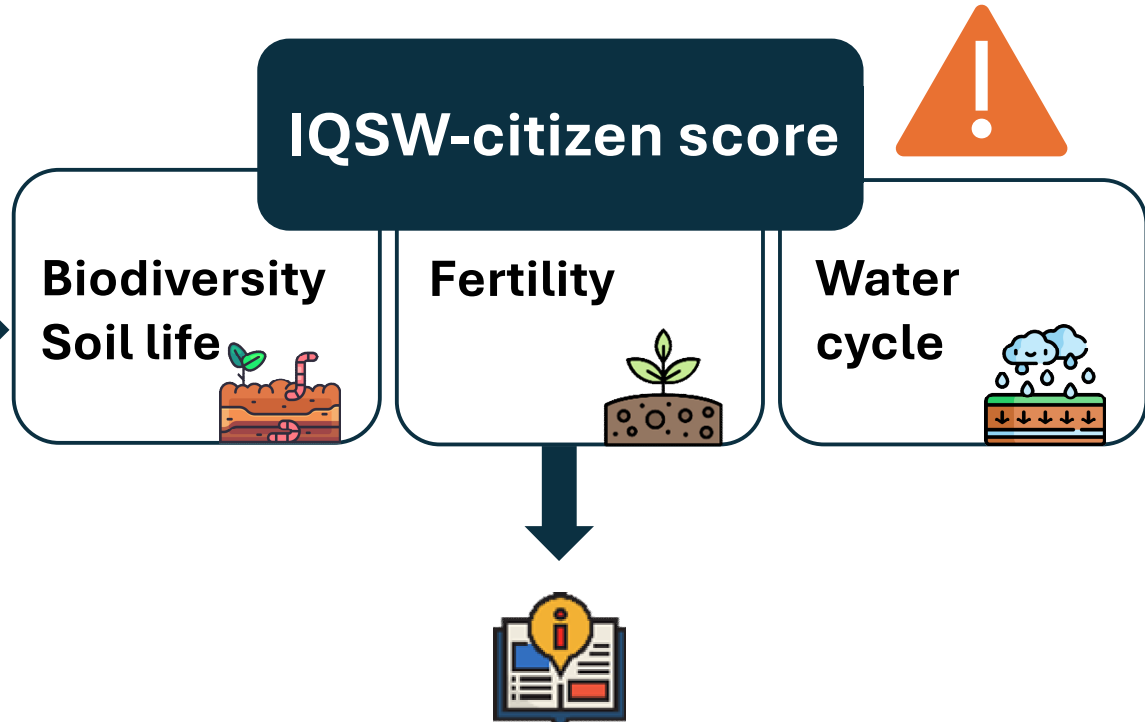 IQSW-citizen score
Biodiversity
Soil life
Fertility
Water
cycle